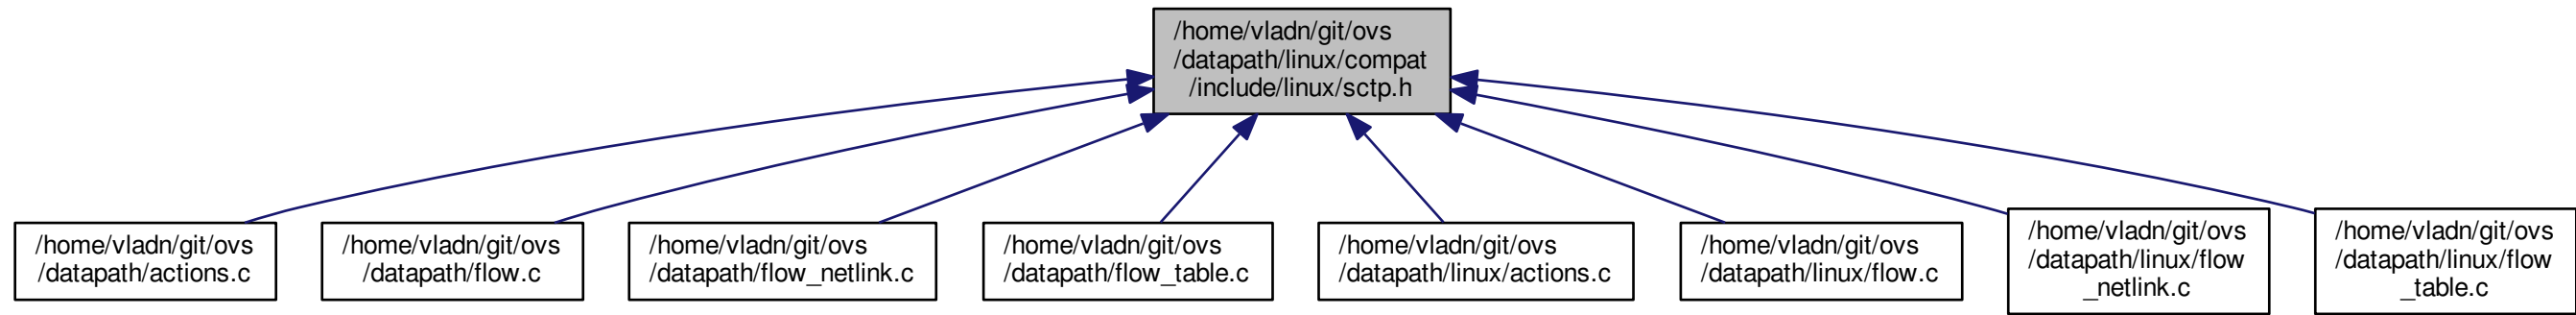 /home/vladn/git/ovs
/datapath/linux/compat
/include/linux/sctp.h
/home/vladn/git/ovs
/datapath/actions.c
/home/vladn/git/ovs
/datapath/flow.c
/home/vladn/git/ovs
/datapath/flow_netlink.c
/home/vladn/git/ovs
/datapath/flow_table.c
/home/vladn/git/ovs
/datapath/linux/actions.c
/home/vladn/git/ovs
/datapath/linux/flow.c
/home/vladn/git/ovs
/datapath/linux/flow
_netlink.c
/home/vladn/git/ovs
/datapath/linux/flow
_table.c